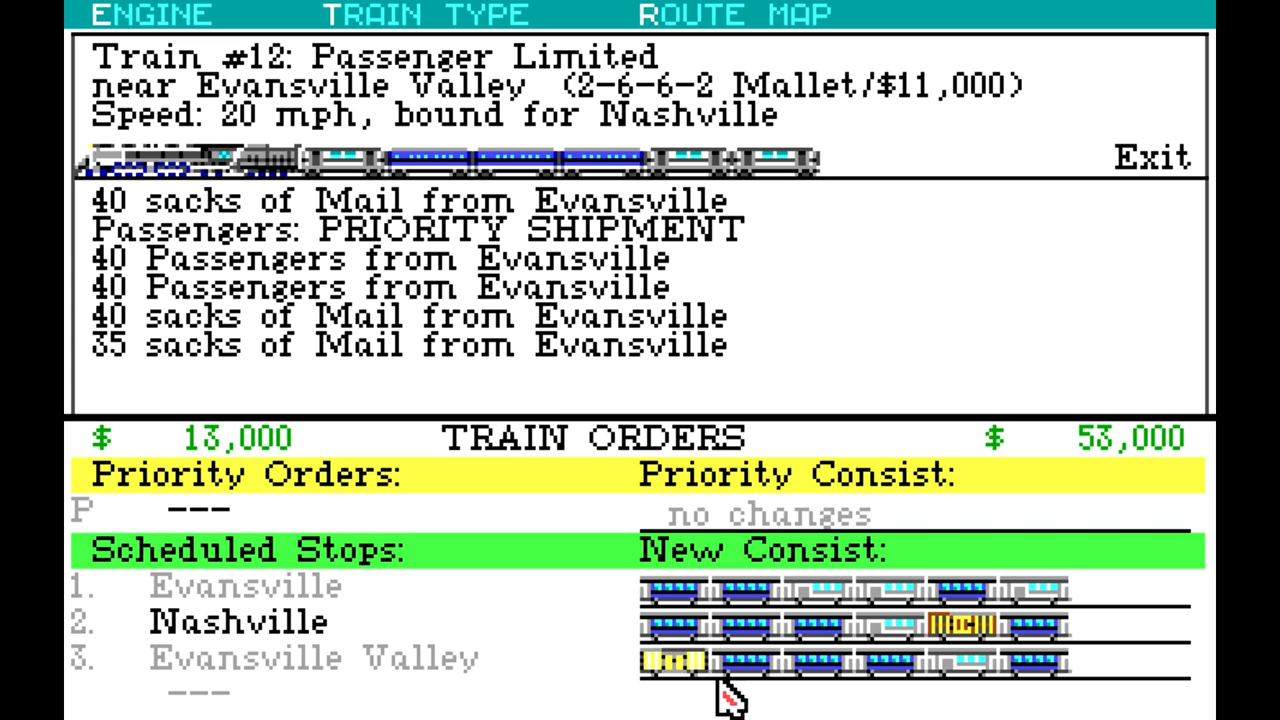 ENGINE TRAIN TYPE ROUTE MAP
Train #12: Passenger Limited
near Evansville Valley (2-6-6-2 Mallet/$11,000)
Speed: 20 mph, bound for Nashville
Exit
40 sacks of Mail from Evansville
Passengers: PRIORITY SHIPMENT
40 Passengers from Evansville
40 Passengers from Evansville
40 sacks of Mail from Evansville
35 sacks of Mail from Evansville
$ 13,000 TRAIN ORDERS $ 53,000
Priority Orders: Priority Consist:
P --- no changes
Scheduled Stops: New Consist:
1. Evansville
2. Nashville
3. Evansville Valley
---